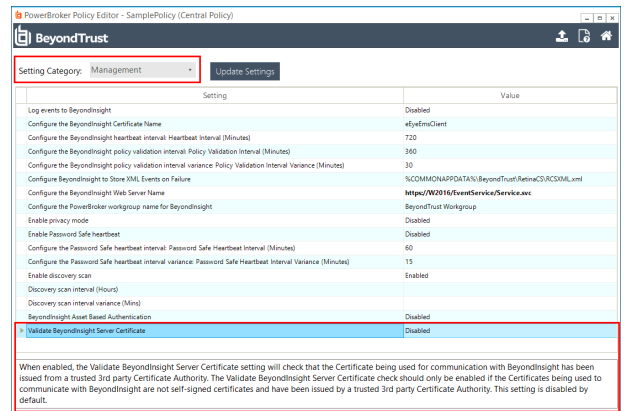 PowerBroker Policy Editor - SamplePolicy (Central Policy)
BeyondTrust
Setting Category: Management Update Settings
Setting Value
Log events to BeyondInsight Disabled
Configure the BeyondInsight Certificate Name eEyeEmsClient
Configure the BeyondInsight heartbeat interval: Heartbeat Interval (Minutes) 720
Configure the BeyondInsight policy validation interval: Policy Validation Interval (Minutes) 360
Configure the BeyondInsight policy validation interval variance: Policy Validation Interval Variance (Minutes) 30
Configure BeyondInsight to Store XML Events on Failure %COMMONAPPDATA%\BeyondTrust\RetinaCS\RCSXML.xml
Configure the BeyondInsight Web Server Name https://W2016/EventService/Service.svc
Configure the PowerBroker workgroup name for BeyondInsight BeyondTrust Workgroup
Enable privacy mode Disabled
Enable Password Safe heartbeat Disabled
Configure the Password Safe heartbeat interval: Password Safe Heartbeat Interval (Minutes) 60
Configure the Password Safe heartbeat interval variance: Password Safe Heartbeat Interval Variance (Minutes) 15
Enable discovery scan Enabled
Discovery scan interval (Hours)
Discovery scan interval variance (Mins)
BeyondInsight Asset Based Authentication Disabled
Validate BeyondInsight Server Certificate Disabled
When enabled, the Validate BeyondInsight Server Certificate setting will check that the Certificate being used for communication with BeyondInsight has been
issued from a trusted 3rd party Certificate Authority. The Validate BeyondInsight Server Certificate check should only be enabled if the Certificates being used to
communicate with BeyondInsight are not self-signed certificates and have been issued by a trusted 3rd party Certificate Authority. This setting is disabled by
default.